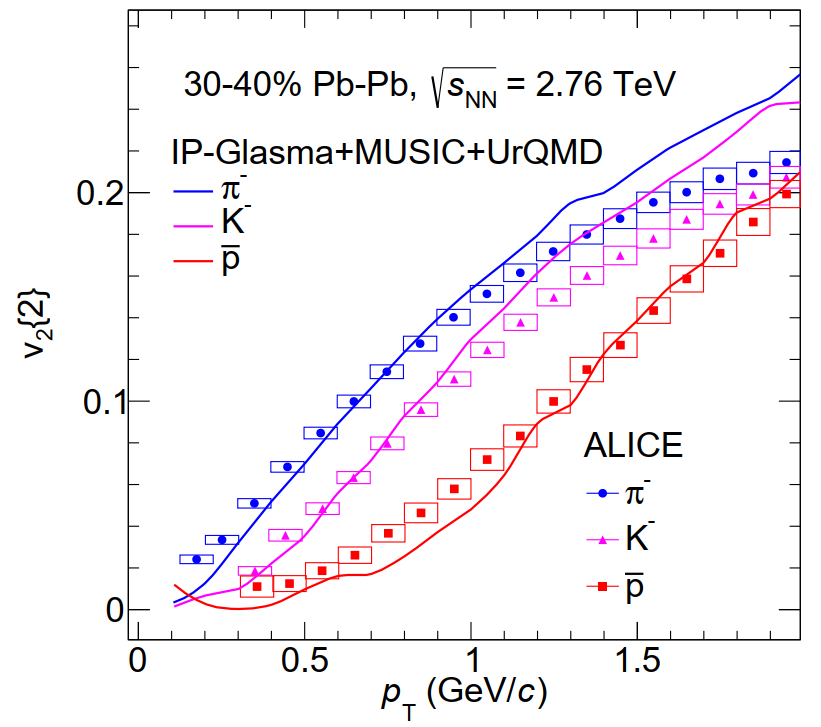 30-40% Pb-Pb, √sNN = 2.76 TeV
IP-Glasma+MUSIC+UrQMD
π-
K-
p̅
0.2
v2{2}
0.1
ALICE
π-
K-
p̅
0
0 0.5 1 1.5
pT (GeV/c)